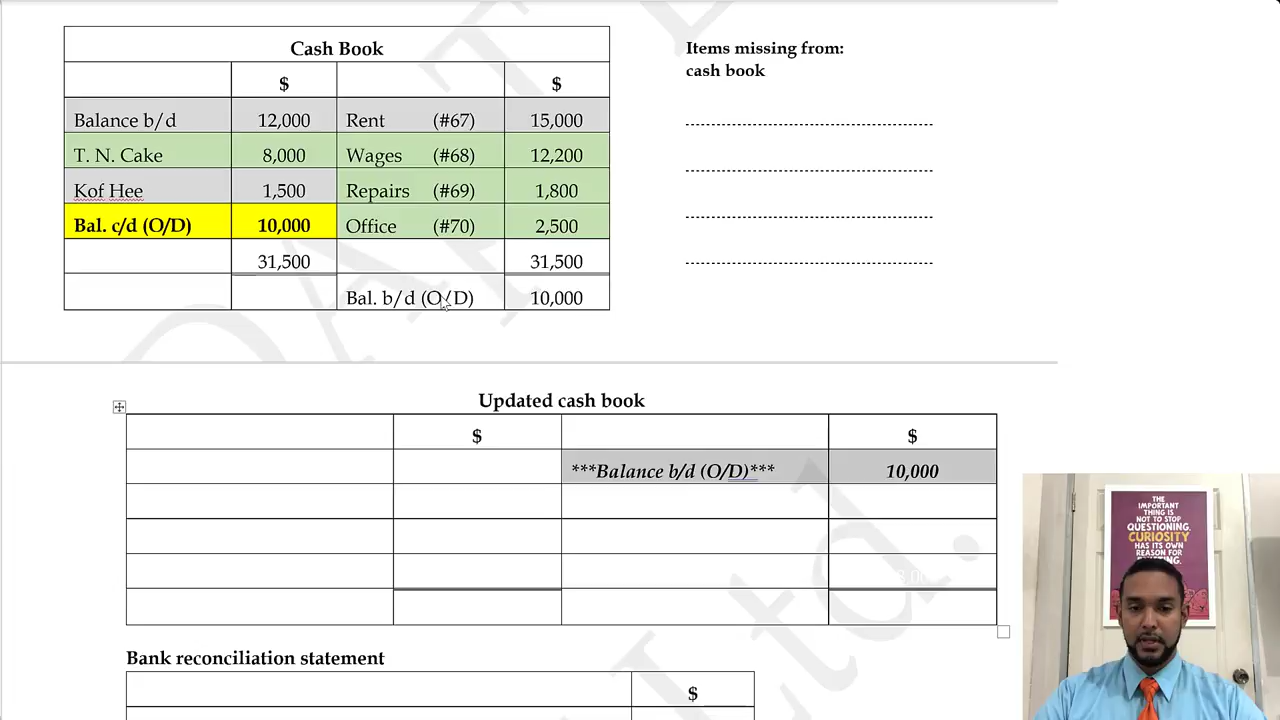 Cash Book
$ $
Balance b/d 12,000 Rent (#67) 15,000
T. N. Cake 8,000 Wages (#68) 12,200
Kof Hee 1,500 Repairs (#69) 1,800
Bal. c/d (O/D) 10,000 Office (#70) 2,500
31,500 31,500
Bal. b/d (O/D) 10,000
Items missing from:
cash book
Updated cash book
$ $
***Balance b/d (O/D)*** 10,000
Bank reconciliation statement
$
THE
IMPORTANT
THING IS
NOT TO STOP
QUESTIONING.
CURIOSITY
HAS ITS OWN
REASON FOR
Ltd.